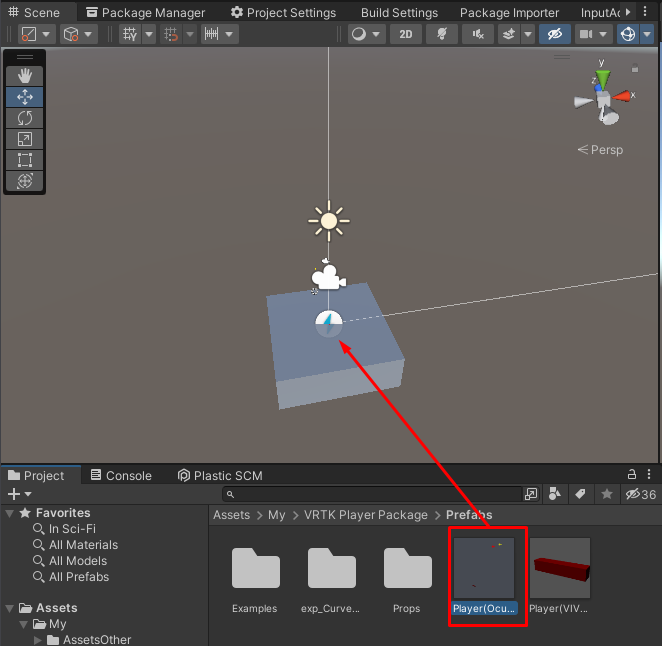 Scene Package Manager Project Settings Build Settings Package Importer InputAc
2D
y
z
x
Persp
Project Console Plastic SCM
36
Favorites
In Sci-Fi
All Materials
All Models
All Prefabs
Assets
My
AssetsOther
Assets > My > VRTK Player Package > Prefabs
Examples exp_Curve... Props Player(Ocu... Player(VIV...